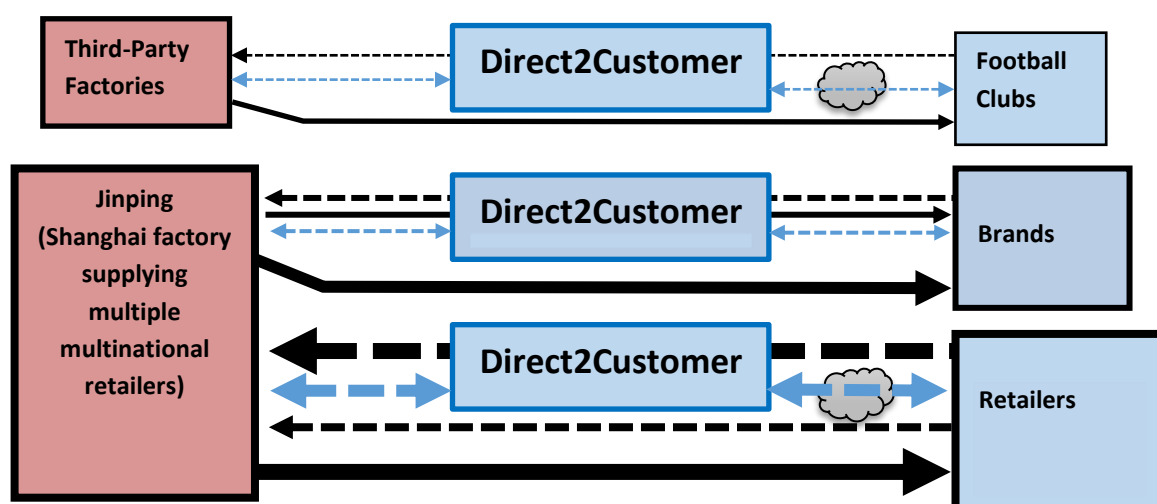 Third-Party
Factories
Direct2Customer
Football
Clubs
Jinping
(Shanghai factory
supplying
multiple
multinational
retailers)
Direct2Customer
Brands
Direct2Customer
Retailers